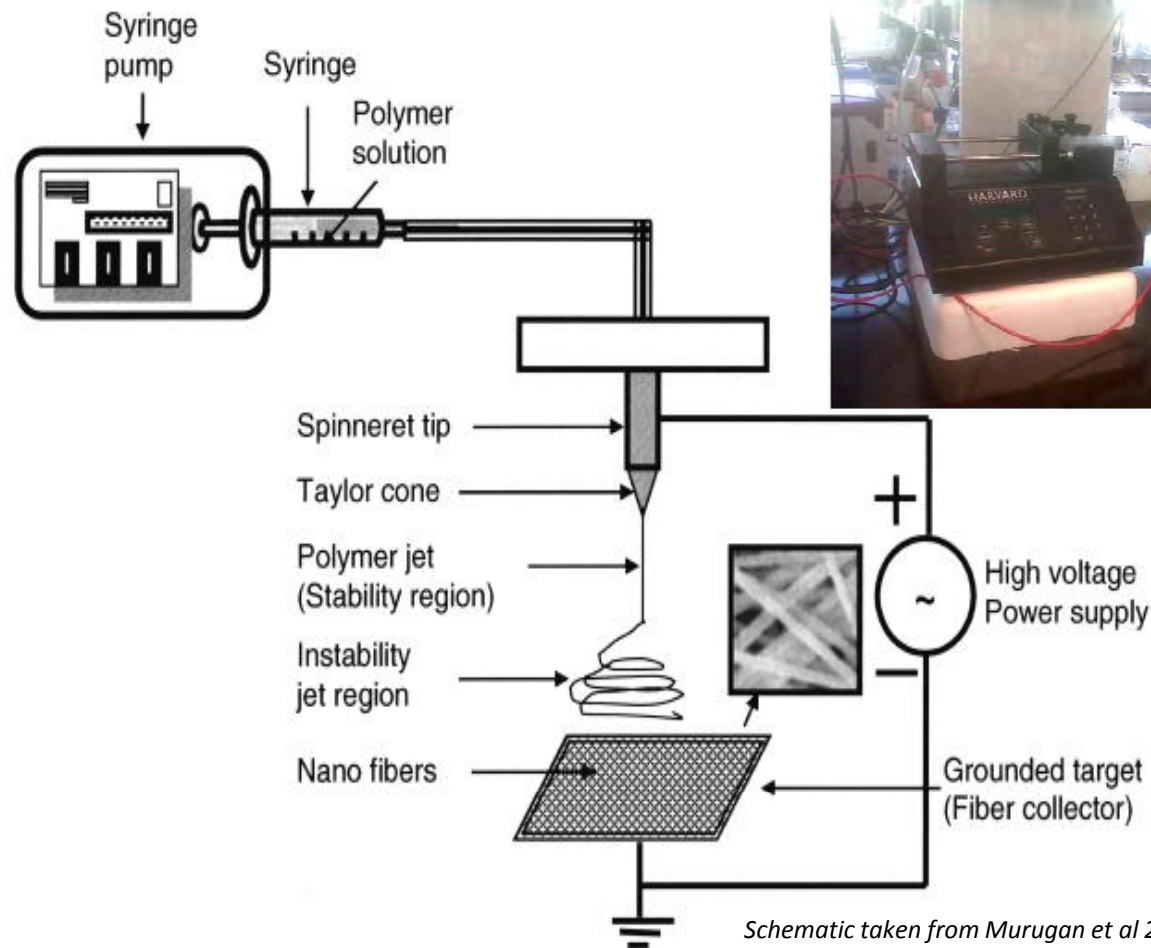 Syringe
pump
Syringe
Polymer
solution
HARVARD
Spinneret tip
Taylor cone
+
Polymer jet
(Stability region)
~
High voltage
Power supply
Instability
jet region
−
Nano fibers
Grounded target
(Fiber collector)
Schematic taken from Murugan et al 2